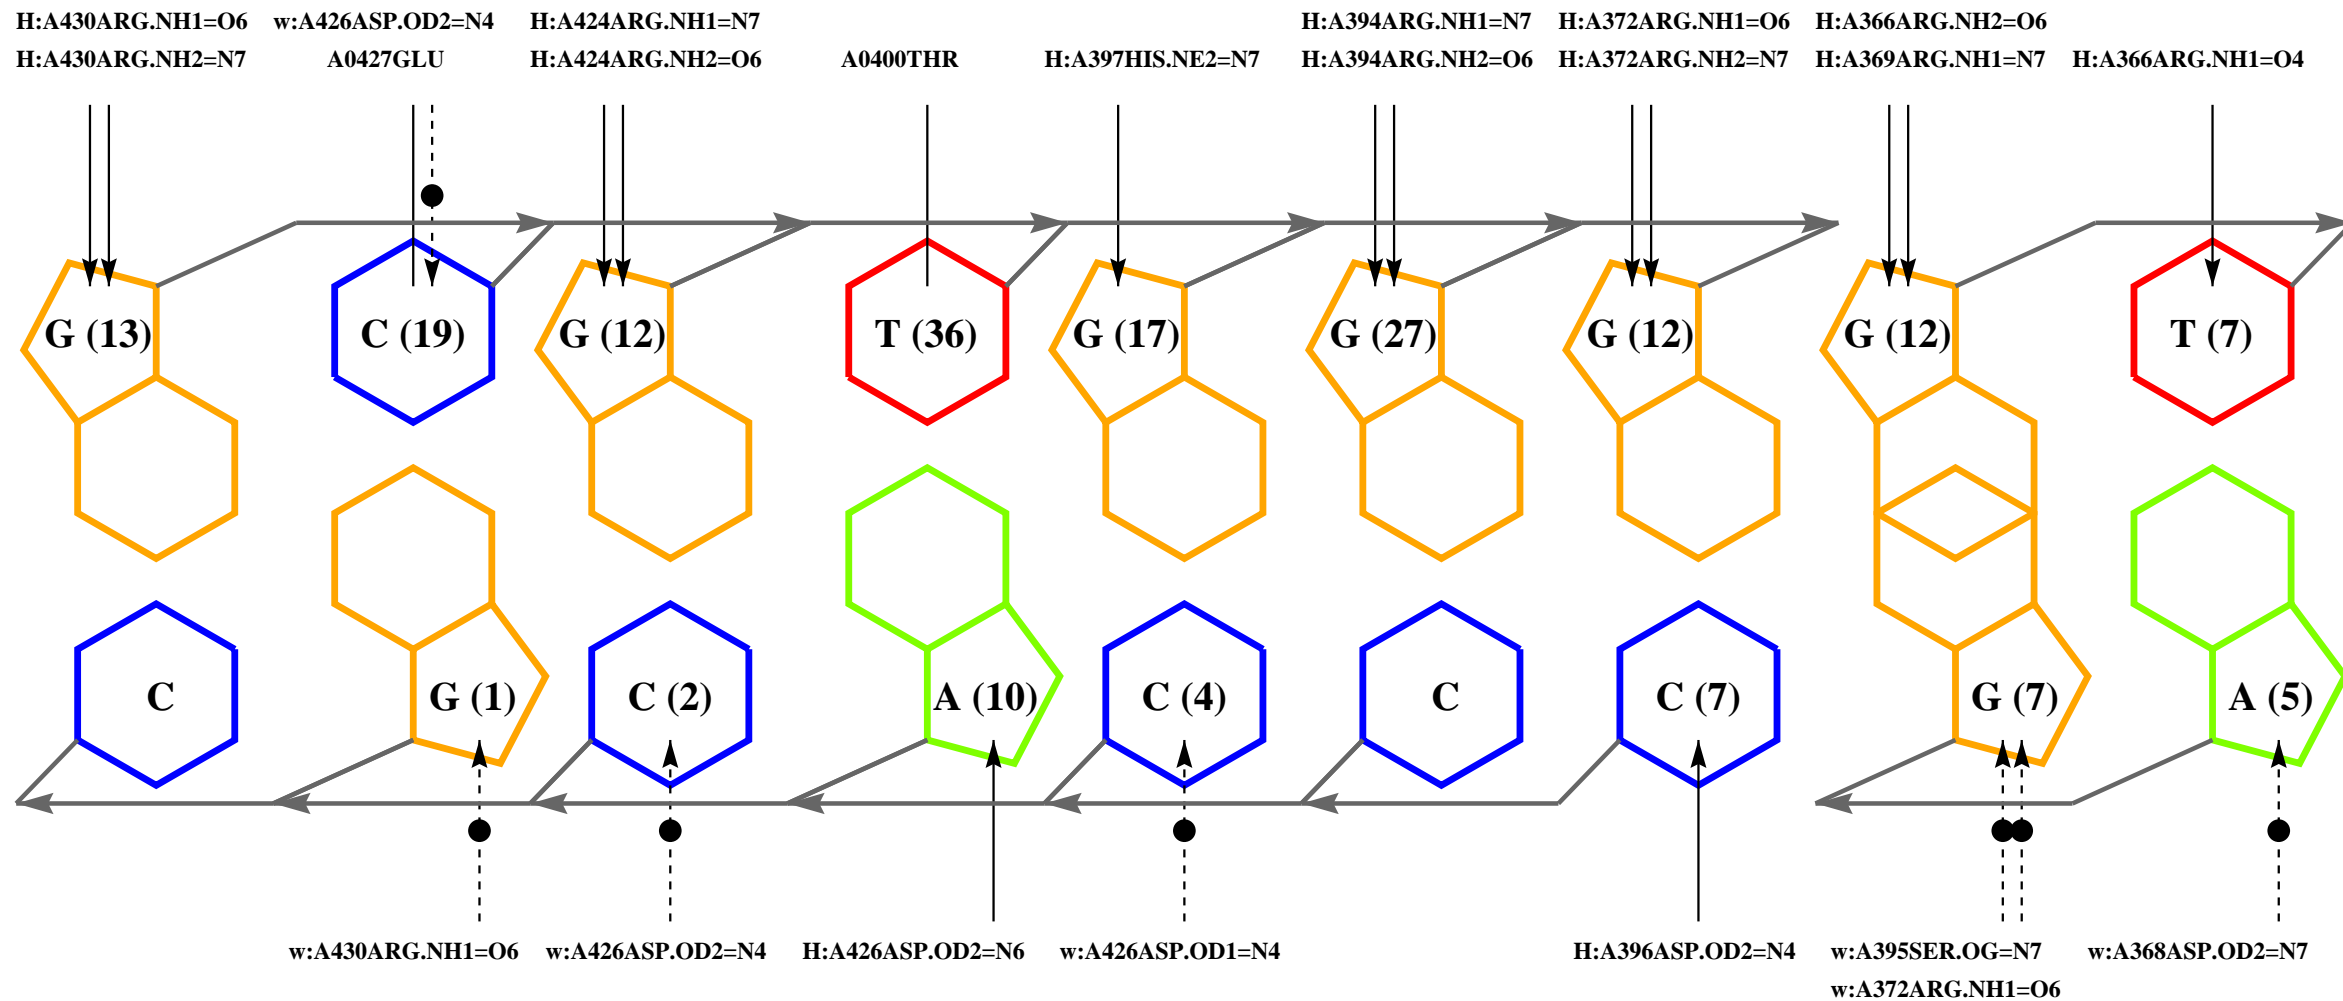 H:A430ARG.NH1=O6 w:A426ASP.OD2=N4 H:A424ARG.NH1=N7 H:A394ARG.NH1=N7 H:A372ARG.NH1=O6 H:A366ARG.NH2=O6
H:A430ARG.NH2=N7 A0427GLU H:A424ARG.NH2=O6 A0400THR H:A397HIS.NE2=N7 H:A394ARG.NH2=O6 H:A372ARG.NH2=N7 H:A369ARG.NH1=N7 H:A366ARG.NH1=O4
G (13) C (19) G (12) T (36) G (17) G (27) G (12) G (12) T (7)
C G (1) C (2) A (10) C (4) C C (7) G (7) A (5)
w:A430ARG.NH1=O6 w:A426ASP.OD2=N4 H:A426ASP.OD2=N6 w:A426ASP.OD1=N4 H:A396ASP.OD2=N4 w:A395SER.OG=N7 w:A368ASP.OD2=N7
w:A372ARG.NH1=O6